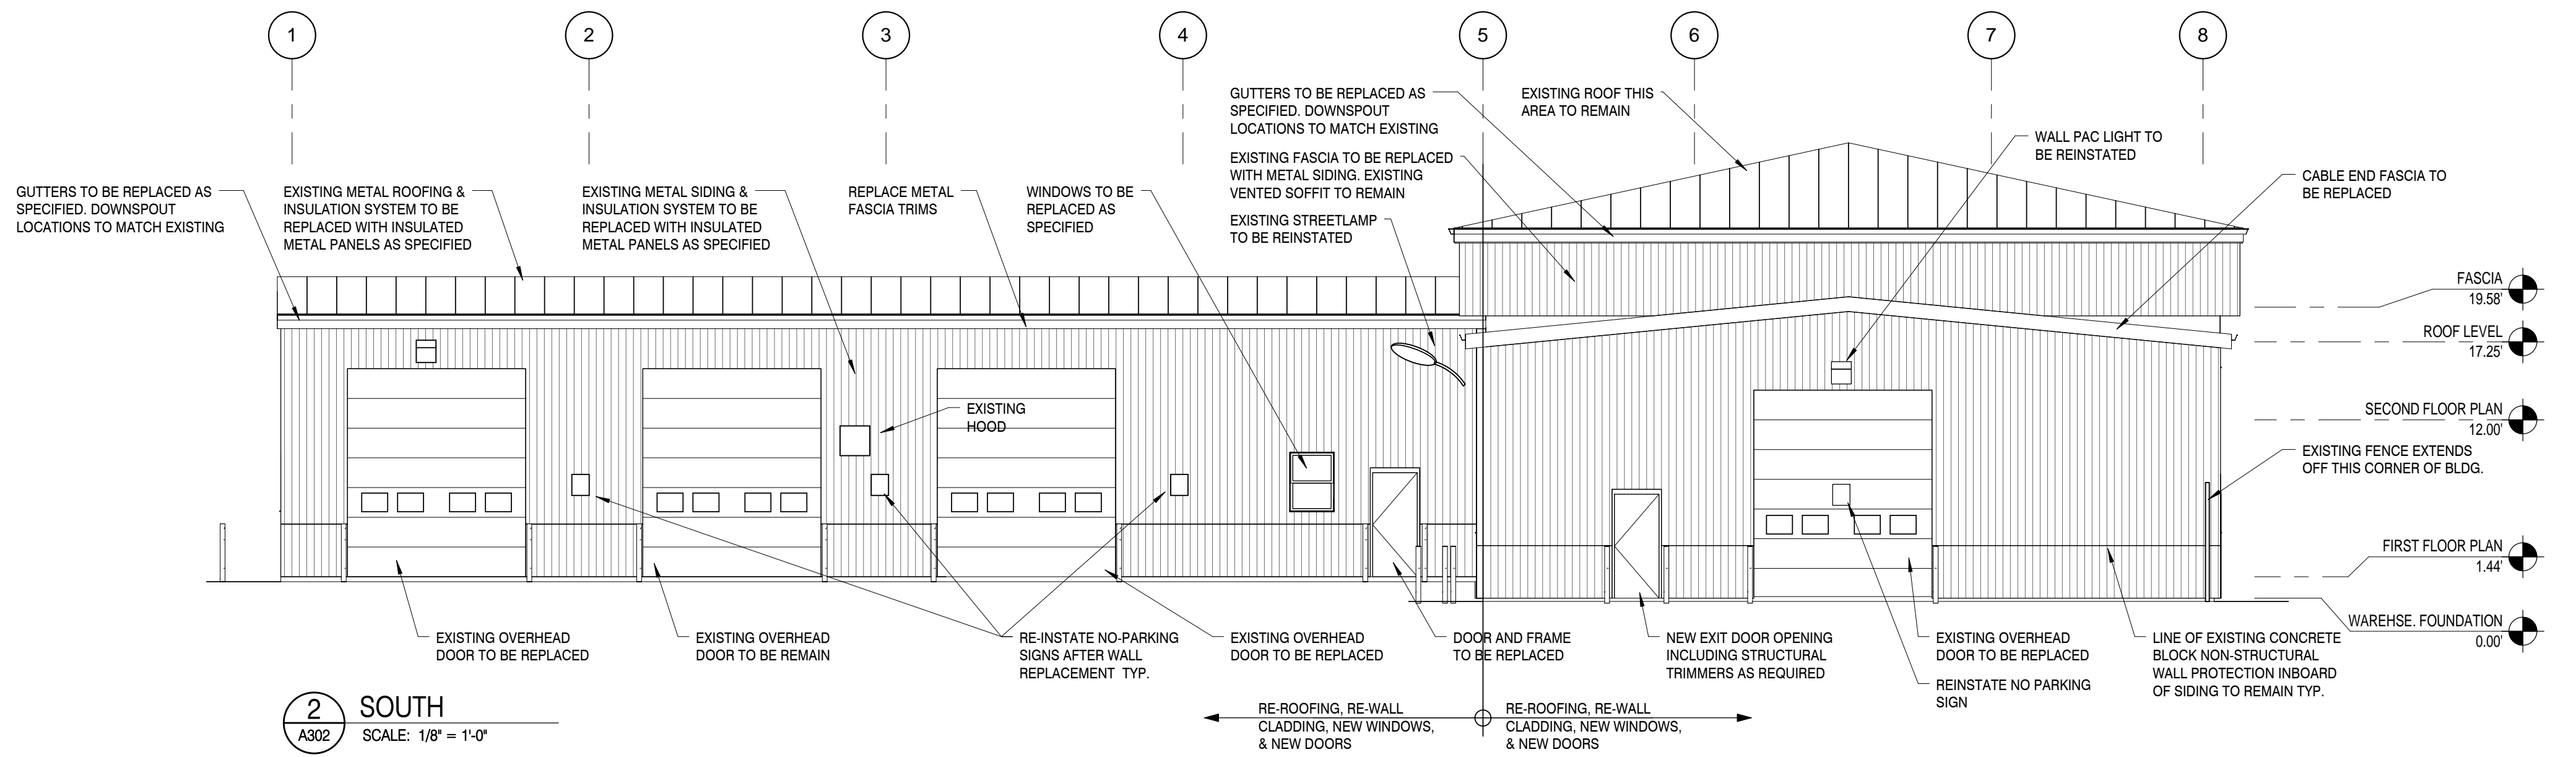 1
2
3
4
5
6
7
8
GUTTERS TO BE REPLACED AS
SPECIFIED. DOWNSPOUT
LOCATIONS TO MATCH EXISTING
EXISTING METAL ROOFING &
INSULATION SYSTEM TO BE
REPLACED WITH INSULATED
METAL PANELS AS SPECIFIED
EXISTING METAL SIDING &
INSULATION SYSTEM TO BE
REPLACED WITH INSULATED
METAL PANELS AS SPECIFIED
REPLACE METAL
FASCIA TRIMS
WINDOWS TO BE
REPLACED AS
SPECIFIED
GUTTERS TO BE REPLACED AS
SPECIFIED. DOWNSPOUT
LOCATIONS TO MATCH EXISTING
EXISTING FASCIA TO BE REPLACED
WITH METAL SIDING. EXISTING
VENTED SOFFIT TO REMAIN
EXISTING STREETLAMP
TO BE REINSTATED
EXISTING ROOF THIS
AREA TO REMAIN
WALL PAC LIGHT TO
BE REINSTATED
CABLE END FASCIA TO
BE REPLACED
FASCIA
19.58'
ROOF LEVEL
17.25'
SECOND FLOOR PLAN
12.00'
EXISTING FENCE EXTENDS
OFF THIS CORNER OF BLDG.
FIRST FLOOR PLAN
1.44'
WAREHSE. FOUNDATION
0.00'
EXISTING
HOOD
EXISTING OVERHEAD
DOOR TO BE REPLACED
EXISTING OVERHEAD
DOOR TO BE REMAIN
RE-INSTATE NO-PARKING
SIGNS AFTER WALL
REPLACEMENT TYP.
EXISTING OVERHEAD
DOOR TO BE REPLACED
DOOR AND FRAME
TO BE REPLACED
NEW EXIT DOOR OPENING
INCLUDING STRUCTURAL
TRIMMERS AS REQUIRED
EXISTING OVERHEAD
DOOR TO BE REPLACED
REINSTATE NO PARKING
SIGN
LINE OF EXISTING CONCRETE
BLOCK NON-STRUCTURAL
WALL PROTECTION INBOARD
OF SIDING TO REMAIN TYP.
2
A302
SOUTH
SCALE: 1/8" = 1'-0"
RE-ROOFING, RE-WALL
CLADDING, NEW WINDOWS,
& NEW DOORS
RE-ROOFING, RE-WALL
CLADDING, NEW WINDOWS,
& NEW DOORS